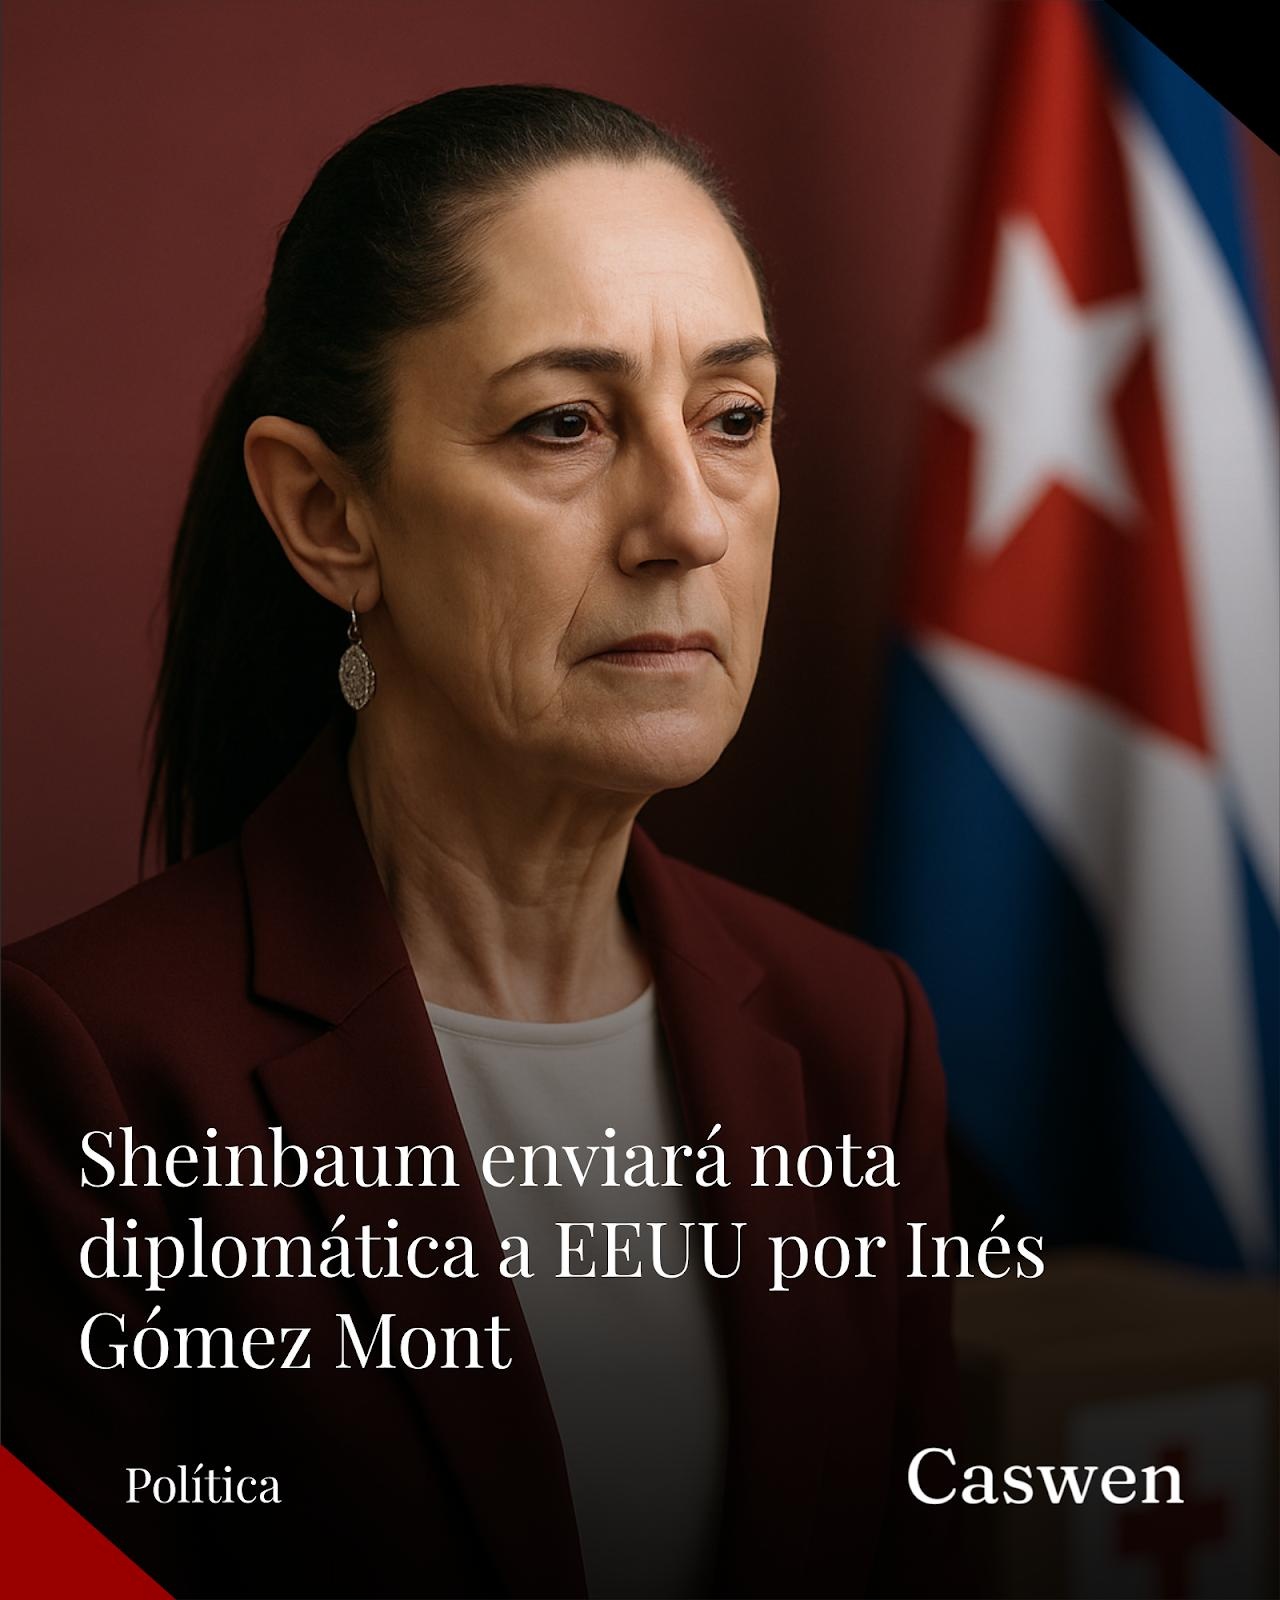 Sheinbaum enviará nota
diplomática a EEUU por Inés
Gómez Mont
Política
Caswen